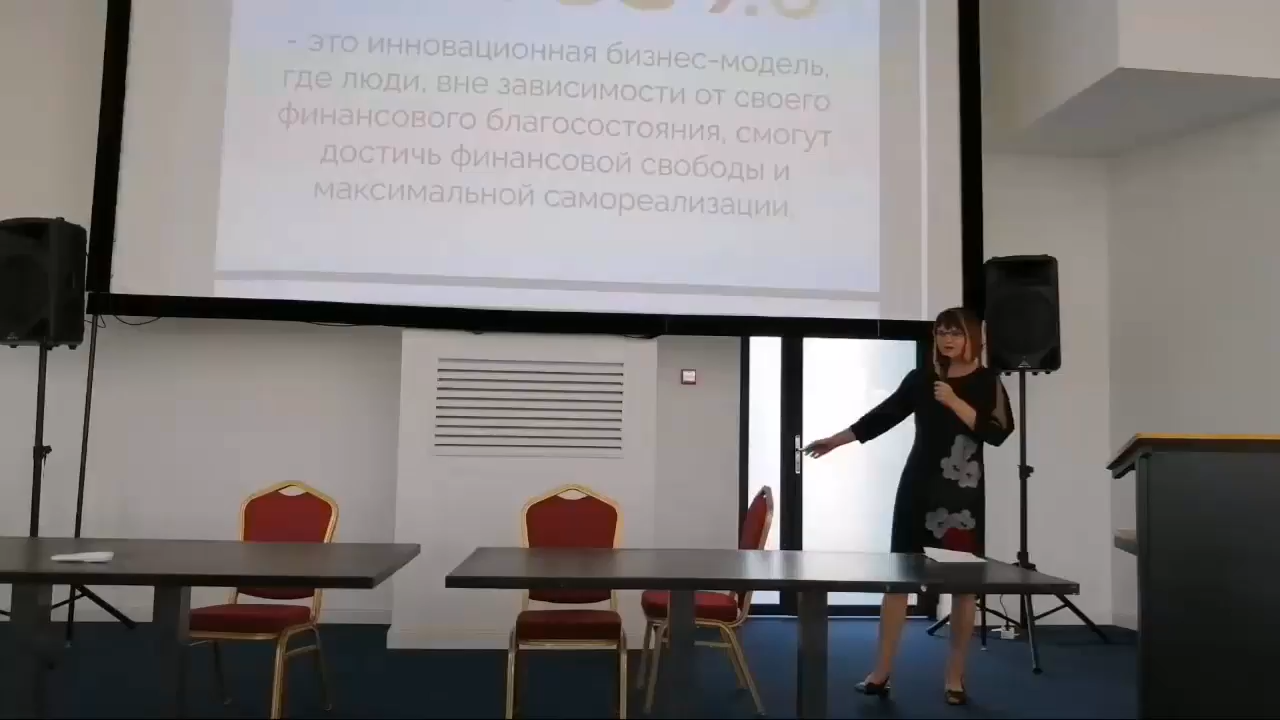 - это инновационная бизнес-модель,
где люди, вне зависимости от своего
финансового благосостояния, смогут
достичь финансовой свободы и
максимальной самореализации.